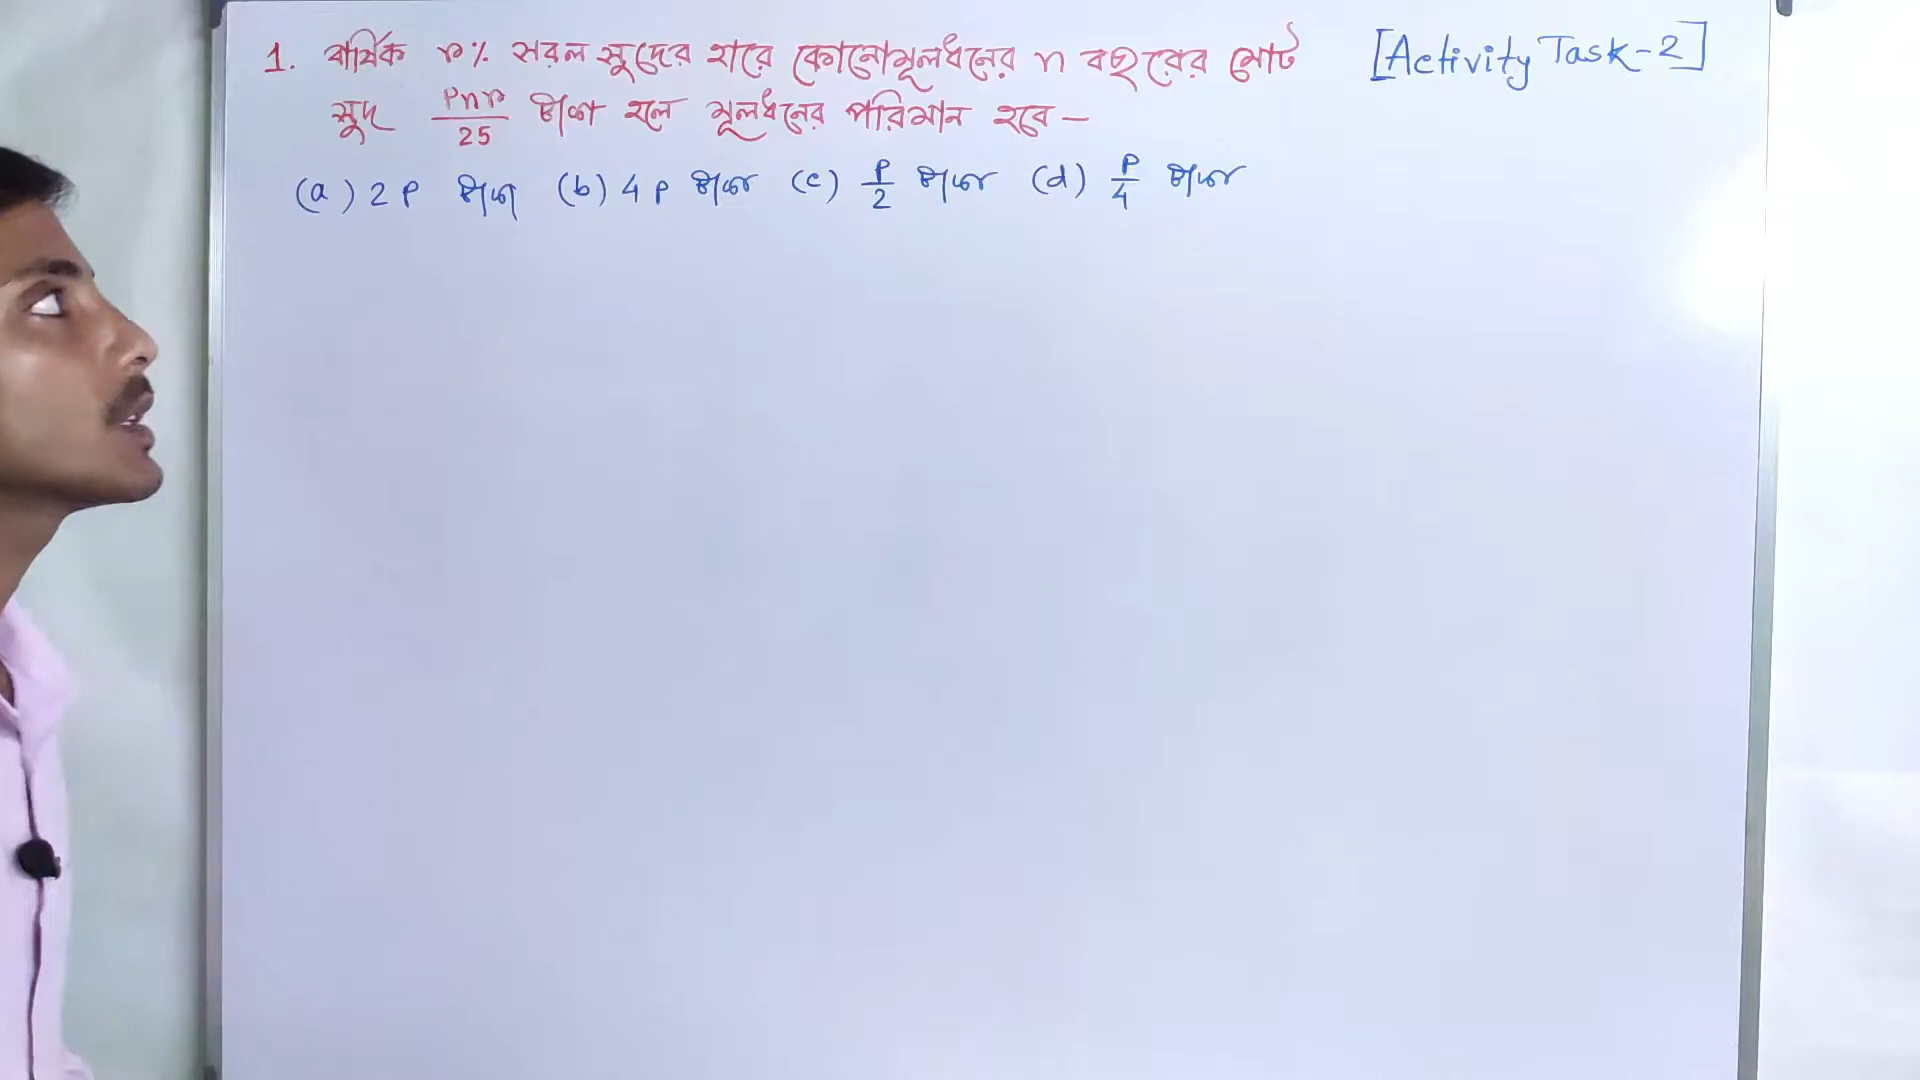 1. বার্ষিক r% সরল সুদের হারে কোনো মূলধনের n বছরের মোট [Activity Task-2]
সুদ Pnr/25 টাকা হলে মূলধনের পরিমান হবে –
(a) 2P টাকা (b) 4P টাকা (c) P/2 টাকা (d) P/4 টাকা